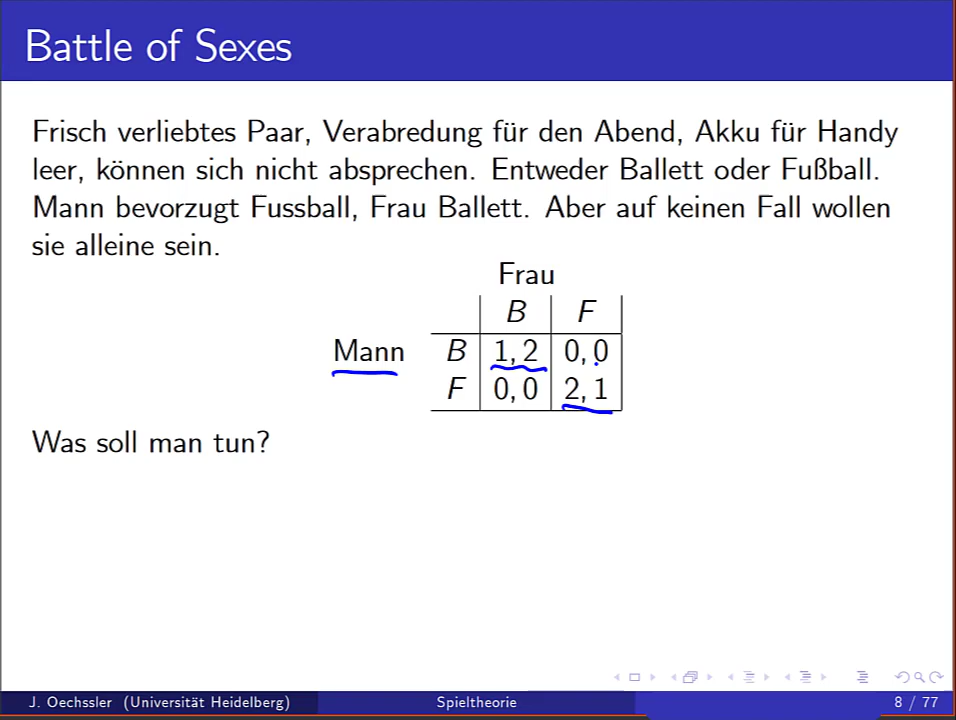 Battle of Sexes
Frisch verliebtes Paar, Verabredung für den Abend, Akku für Handy
leer, können sich nicht absprechen. Entweder Ballett oder Fußball.
Mann bevorzugt Fussball, Frau Ballett. Aber auf keinen Fall wollen
sie alleine sein.
Frau
B F
Mann B 1, 2 0, 0
F 0, 0 2, 1
Was soll man tun?
J. Oechssler (Universität Heidelberg) Spieltheorie 8 / 77